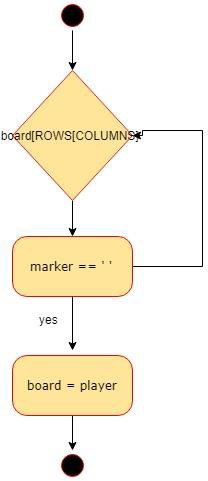 board[ROWS[COLUMNS]
marker == ' '
yes
board = player